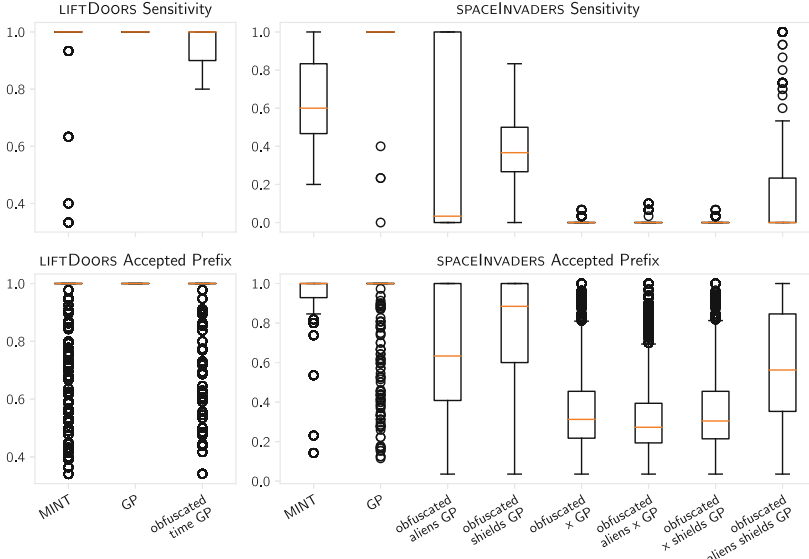 LIFTDOORS Sensitivity
SPACEINVADERS Sensitivity
1.0
0.8
0.6
0.4
1.0
0.8
0.6
0.4
0.2
0.0
LIFTDOORS Accepted Prefix
SPACEINVADERS Accepted Prefix
1.0
0.8
0.6
0.4
1.0
0.8
0.6
0.4
0.2
0.0
MINT
GP
obfuscated
time GP
MINT
GP
obfuscated
aliens GP
obfuscated
shields GP
obfuscated
x GP
obfuscated
aliens x GP
obfuscated
x shields GP
obfuscated
aliens shields GP